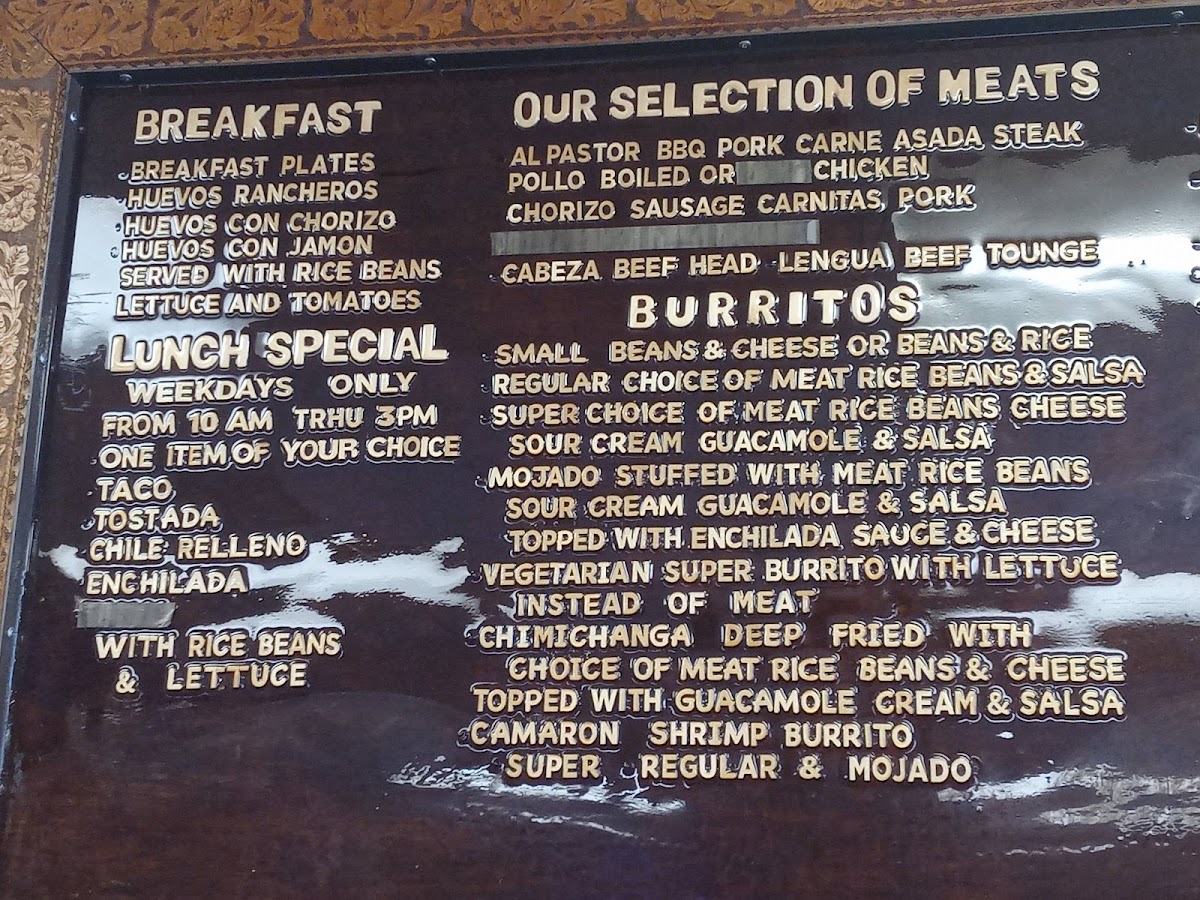 BREAKFAST
BREAKFAST PLATES
HUEVOS RANCHEROS
HUEVOS CON CHORIZO
HUEVOS CON JAMON
SERVED WITH RICE BEANS
LETTUCE AND TOMATOES
LUNCH SPECIAL
WEEKDAYS ONLY
FROM 10 AM TRHU 3PM
ONE ITEM OF YOUR CHOICE
TACO
TOSTADA
CHILE RELLENO
ENCHILADA
WITH RICE BEANS
& LETTUCE
OUR SELECTION OF MEATS
AL PASTOR BBQ PORK CARNE ASADA STEAK
POLLO BOILED OR CHICKEN
CHORIZO SAUSAGE CARNITAS PORK
CABEZA BEEF HEAD LENGUA BEEF TOUNGE
BURRITOS
SMALL BEANS & CHEESE OR BEANS & RICE
REGULAR CHOICE OF MEAT RICE BEANS & SALSA
SUPER CHOICE OF MEAT RICE BEANS CHEESE
SOUR CREAM GUACAMOLE & SALSA
MOJADO STUFFED WITH MEAT RICE BEANS
SOUR CREAM GUACAMOLE & SALSA
TOPPED WITH ENCHILADA SAUCE & CHEESE
VEGETARIAN SUPER BURRITO WITH LETTUCE
INSTEAD OF MEAT
CHIMICHANGA DEEP FRIED WITH
CHOICE OF MEAT RICE BEANS & CHEESE
TOPPED WITH GUACAMOLE CREAM & SALSA
CAMARON SHRIMP BURRITO
SUPER REGULAR & MOJADO